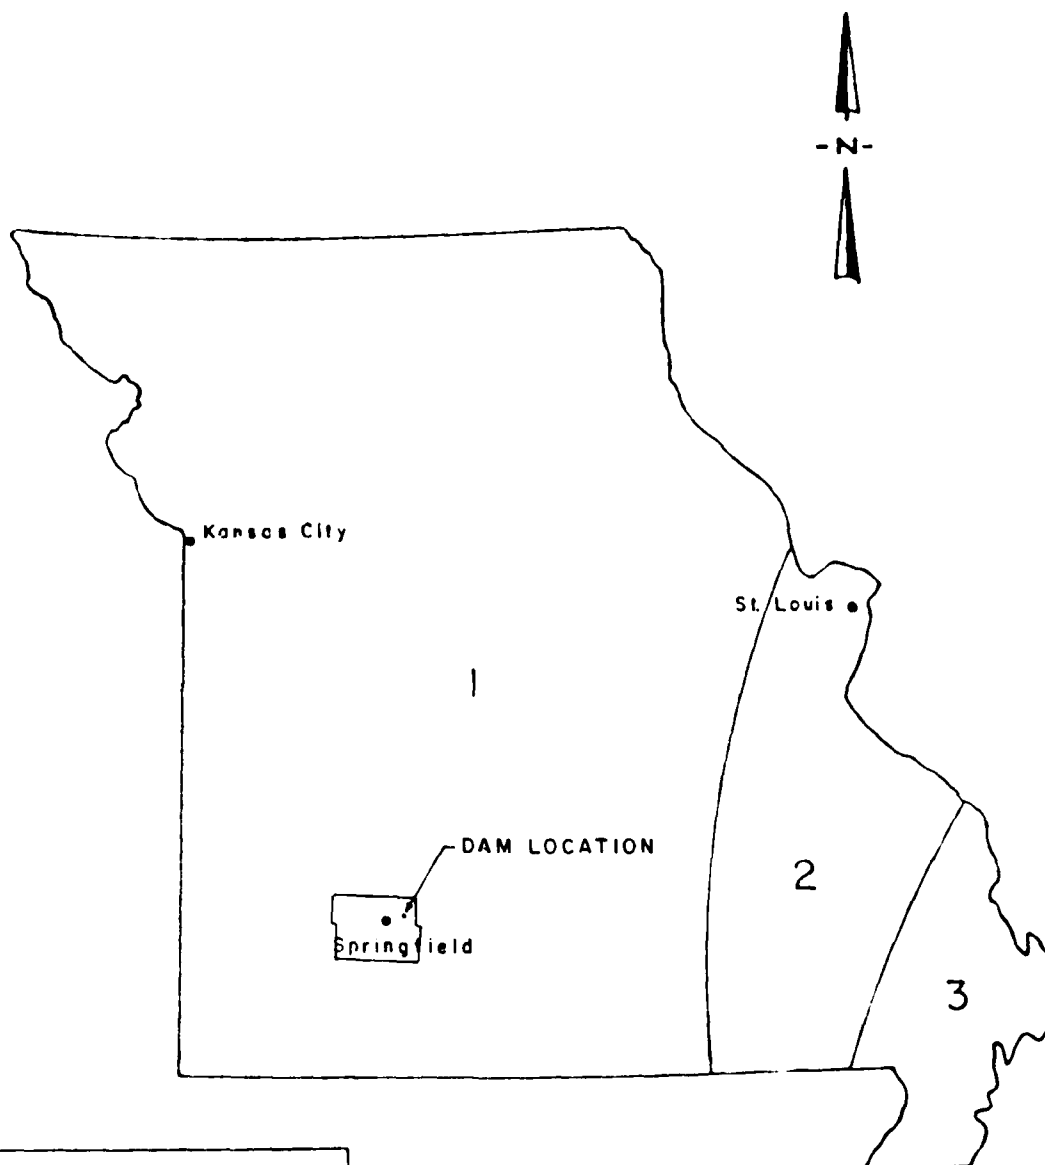 -N-
Kansas City
St. Louis
1
DAM LOCATION
2
Springfield
3